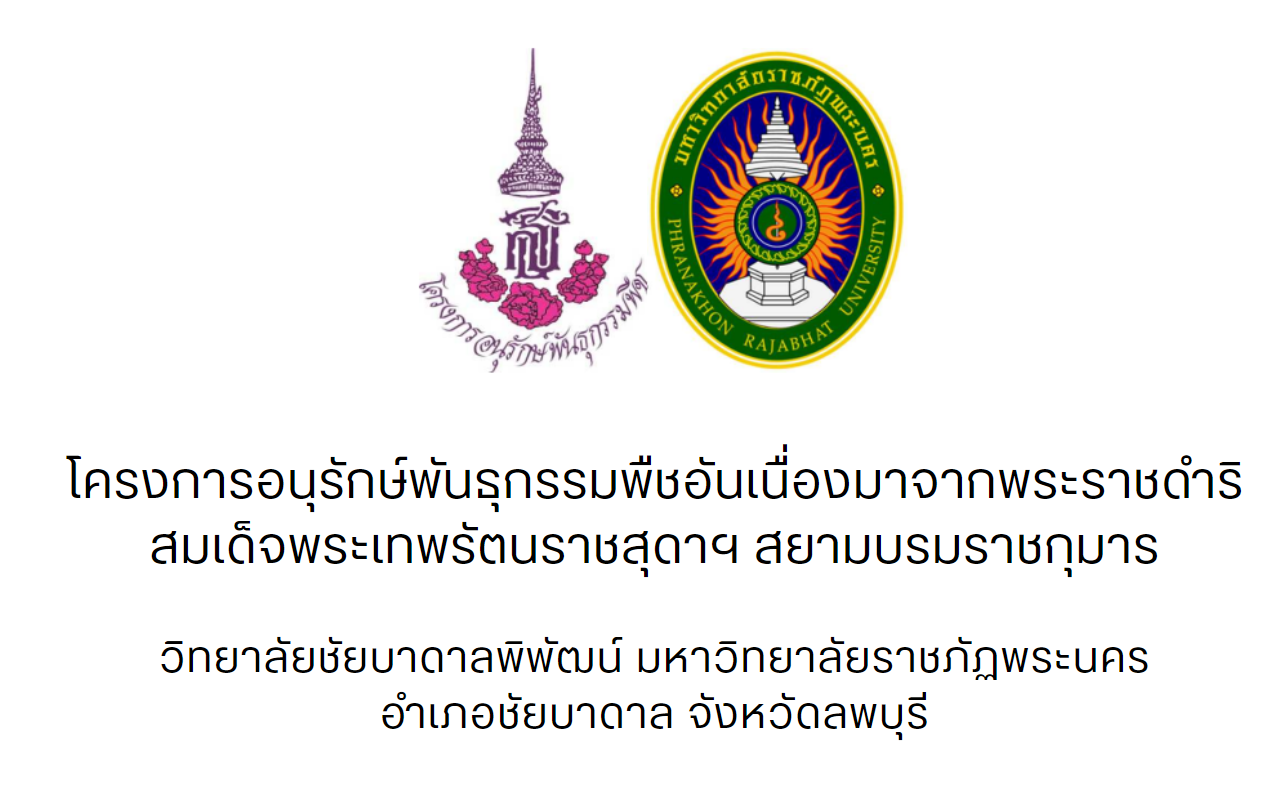 โครงการอนุรักษ์พันธุกรรมพืช
มหาวิทยาลัยราชภัฏพระนคร
PHRANAKHON RAJABHAT UNIVERSITY
โครงการอนุรักษ์พันธุกรรมพืชอันเนื่องมาจากพระราชดำริ
สมเด็จพระเทพรัตนราชสุดาฯ สยามบรมราชกุมาร
วิทยาลัยชัยบาดาลพิพัฒน์ มหาวิทยาลัยราชภัฏพระนคร
อำเภอชัยบาดาล จังหวัดลพบุรี